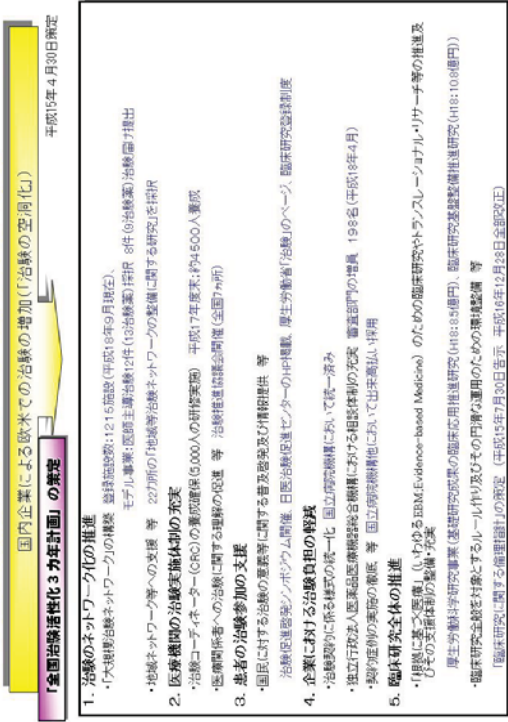 国内企業による欧米での治験の増加(「治験の空洞化」)
「全国治験活性化3カ年計画」の策定
平成15年4月30日策定
1. 治験のネットワーク化の推進
・「大規模治験ネットワーク」の構築 登録施設数:1215施設(平成18年9月現在)、
モデル事業:医師主導治験12件(13治験薬)採択 8件(9治験薬)治験届け提出
・地域ネットワーク等への支援 等 22カ所の「地域等治験ネットワークの整備に関する研究」を採択
2. 医療機関の治験実施体制の充実
・治験コーディネーター(CRC)の養成確保(5,000人の研修実施) 平成17年度末:約4500人養成
・医療関係者への治験に関する理解の促進 等 治験推進協議会開催(全国7ヵ所)
3. 患者の治験参加の支援
・国民に対する治験の意義等に関する普及啓発及び情報提供 等
治験促進啓発シンポジウム開催、日医治験促進センターのHP掲載、厚生労働省「治験」のページ、臨床研究登録制度
4. 企業における治験負担の軽減
・治験契約に係る様式の統一化 国立病院機構において統一済み
・独立行政法人医薬品医療機器総合機構における相談体制の充実 審査部門の増員 198名(平成18年4月)
・契約症例の実施の徹底 等 国立病院機構他において出来高払い採用
5. 臨床研究全体の推進
・「根拠に基づく医療」(いわゆるEBM;Evidence-based Medicine)のための臨床研究やトランスレーショナル・リサーチ等の推進及
びその支援体制の整備・充実
厚生労働科学研究事業(基礎研究成果の臨床応用推進研究(H18:8.5億円)、臨床研究基盤整備推進研究(H18:10.8億円))
・臨床研究全般を対象とするルール作り及びその円滑な運用のための環境整備 等
「臨床研究に関する倫理指針」の策定(平成15年7月30日告示 平成16年12月28日全部改正)